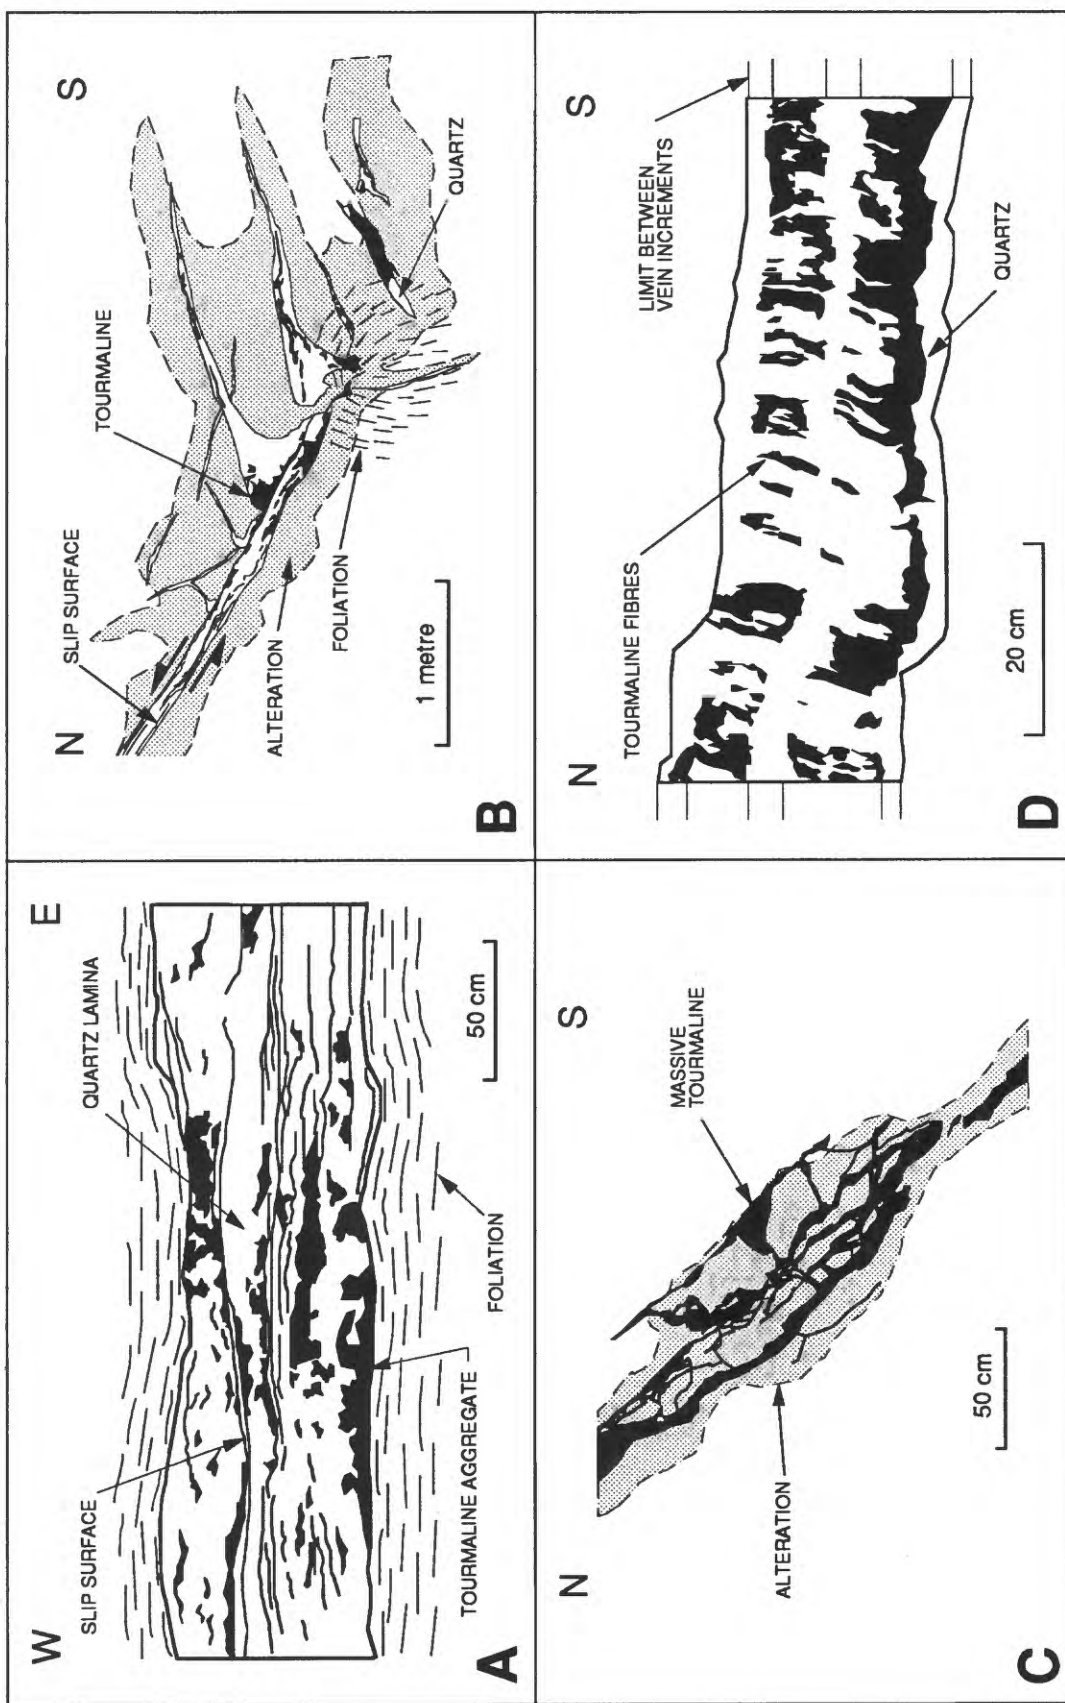 W
E
QUARTZ LAMINA
SLIP SURFACE
TOURMALINE AGGREGATE
FOLIATION
50 cm
A
N
S
SLIP SURFACE
TOURMALINE
ALTERATION
FOLIATION
QUARTZ
1 metre
B
N
S
MASSIVE
TOURMALINE
ALTERATION
50 cm
C
N
S
LIMIT BETWEEN
VEIN INCREMENTS
TOURMALINE FIBRES
QUARTZ
20 cm
D